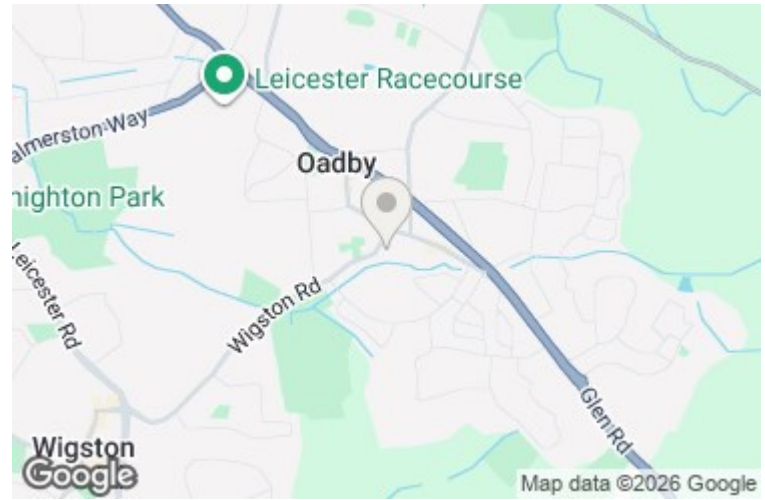 Leicester Racecourse
almerston Way
Oadby
nighton Park
Leicester Rd
Wigston Rd
Glen Rd
Wigston
Google
Map data ©2026 Google